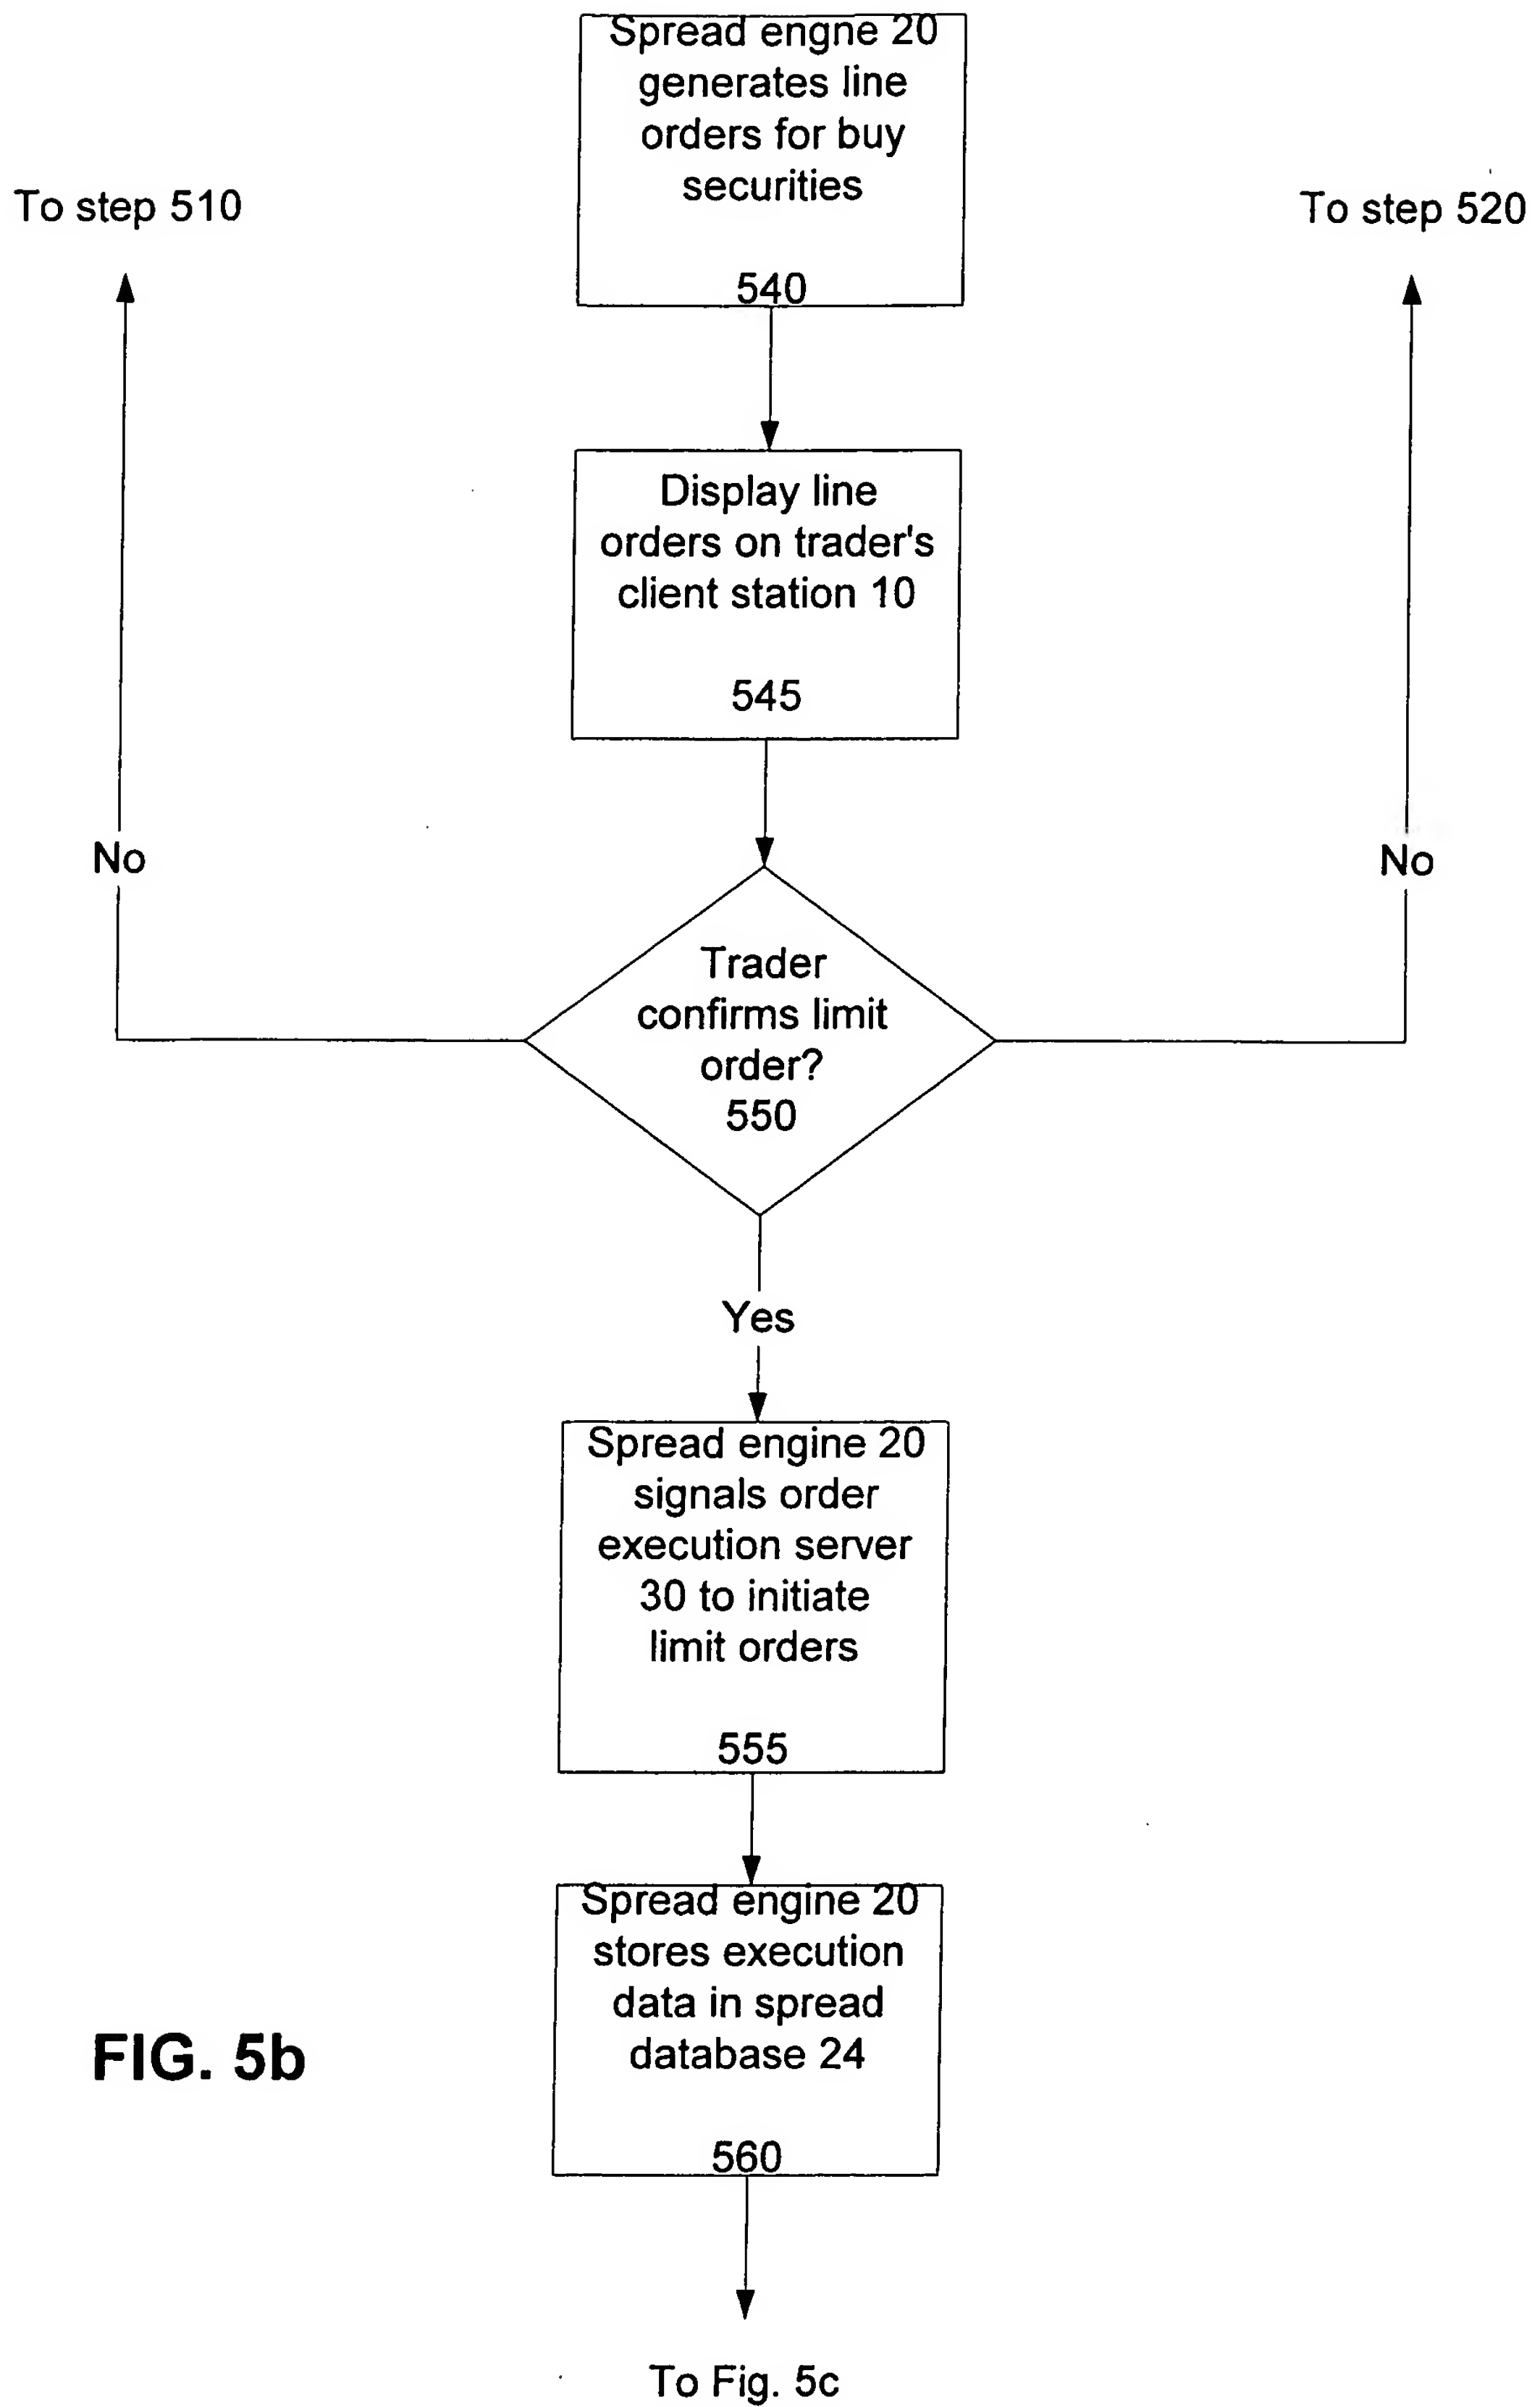 Spread engne 20
generates line
orders for buy
securities
540
To step 510
To step 520
Display line
orders on trader's
client station 10
545
No
No
Trader
confirms limit
order?
550
Yes
Spread engine 20
signals order
execution server
30 to initiate
limit orders
555
Spread engine 20
stores execution
data in spread
database 24
560
FIG. 5b
To Fig. 5c